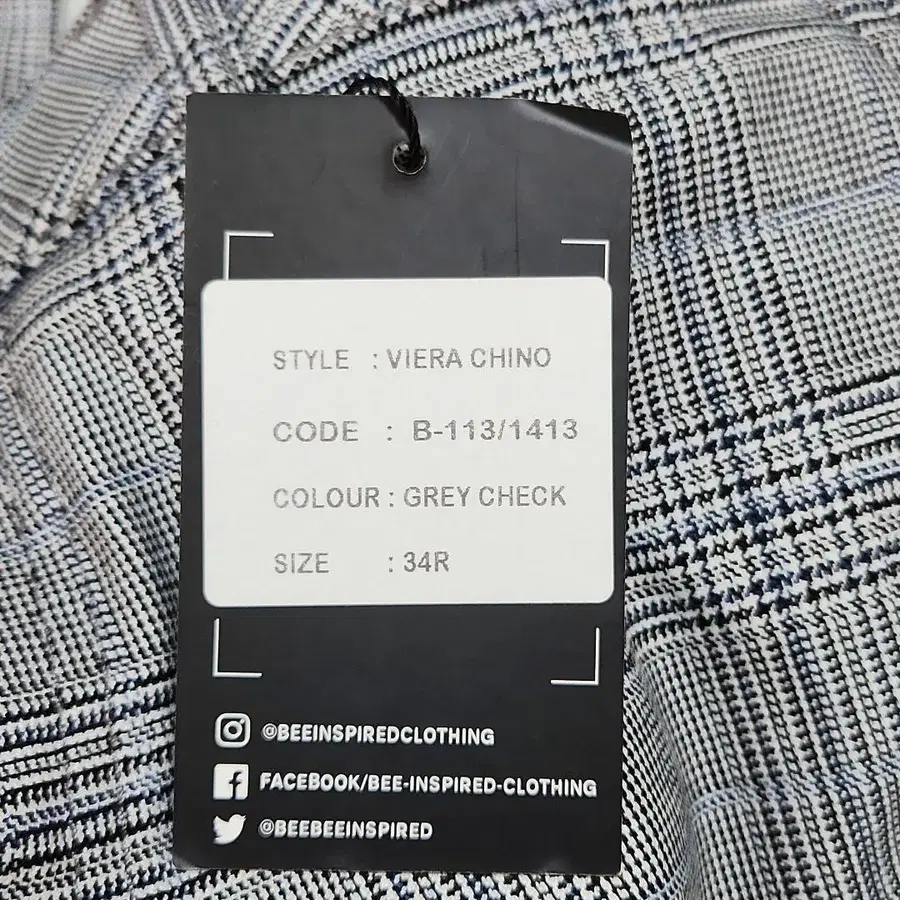 STYLE : VIERA CHINO
CODE : B-113/1413
COLOUR : GREY CHECK
SIZE : 34R
@BEEINSPIREDCLOTHING
FACEBOOK/BEE-INSPIRED-CLOTHING
@BEEBEEINSPIRED